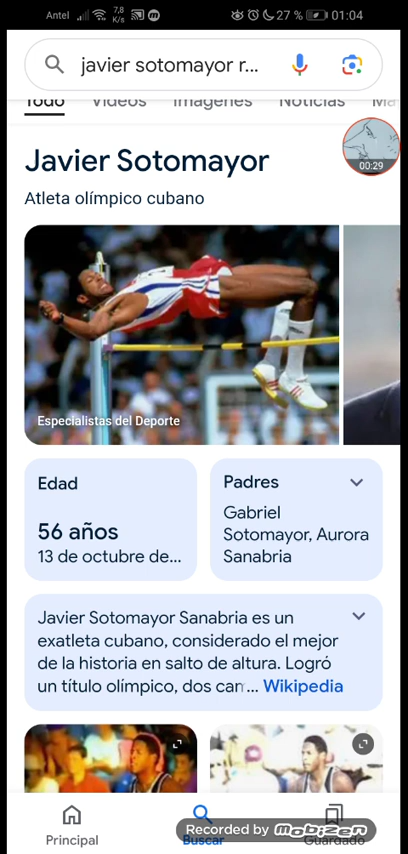 Antel 7,8 K/s 27 % 01:04
javier sotomayor r...
Todo Videos Imágenes Noticias Ma
00:29
Javier Sotomayor
Atleta olímpico cubano
Especialistas del Deporte
Edad
56 años
13 de octubre de...
Padres
Gabriel
Sotomayor, Aurora
Sanabria
Javier Sotomayor Sanabria es un
exatleta cubano, considerado el mejor
de la historia en salto de altura. Logró
un título olímpico, dos cam... Wikipedia
Principal
Buscar
Guardado
Recorded by MOBIZEN